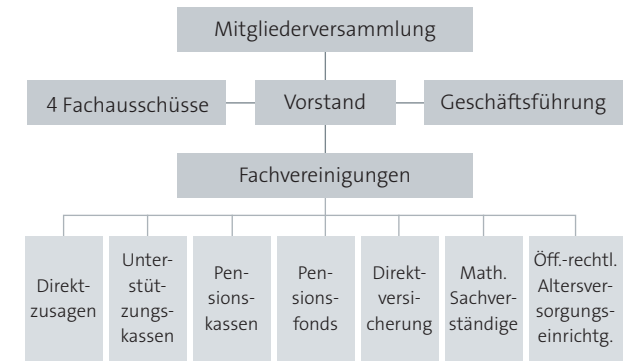 Mitgliederversammlung
4 Fachausschüsse
Vorstand
Geschäftsführung
Fachvereinigungen
Direkt-
zusagen
Unter-
stüt-
zungs-
kassen
Pen-
sions-
kassen
Pen-
sions-
fonds
Direkt-
versi-
cherung
Math.
Sachver-
ständige
Öff.-rechtl.
Altersver-
sorgungs-
einrichtg.